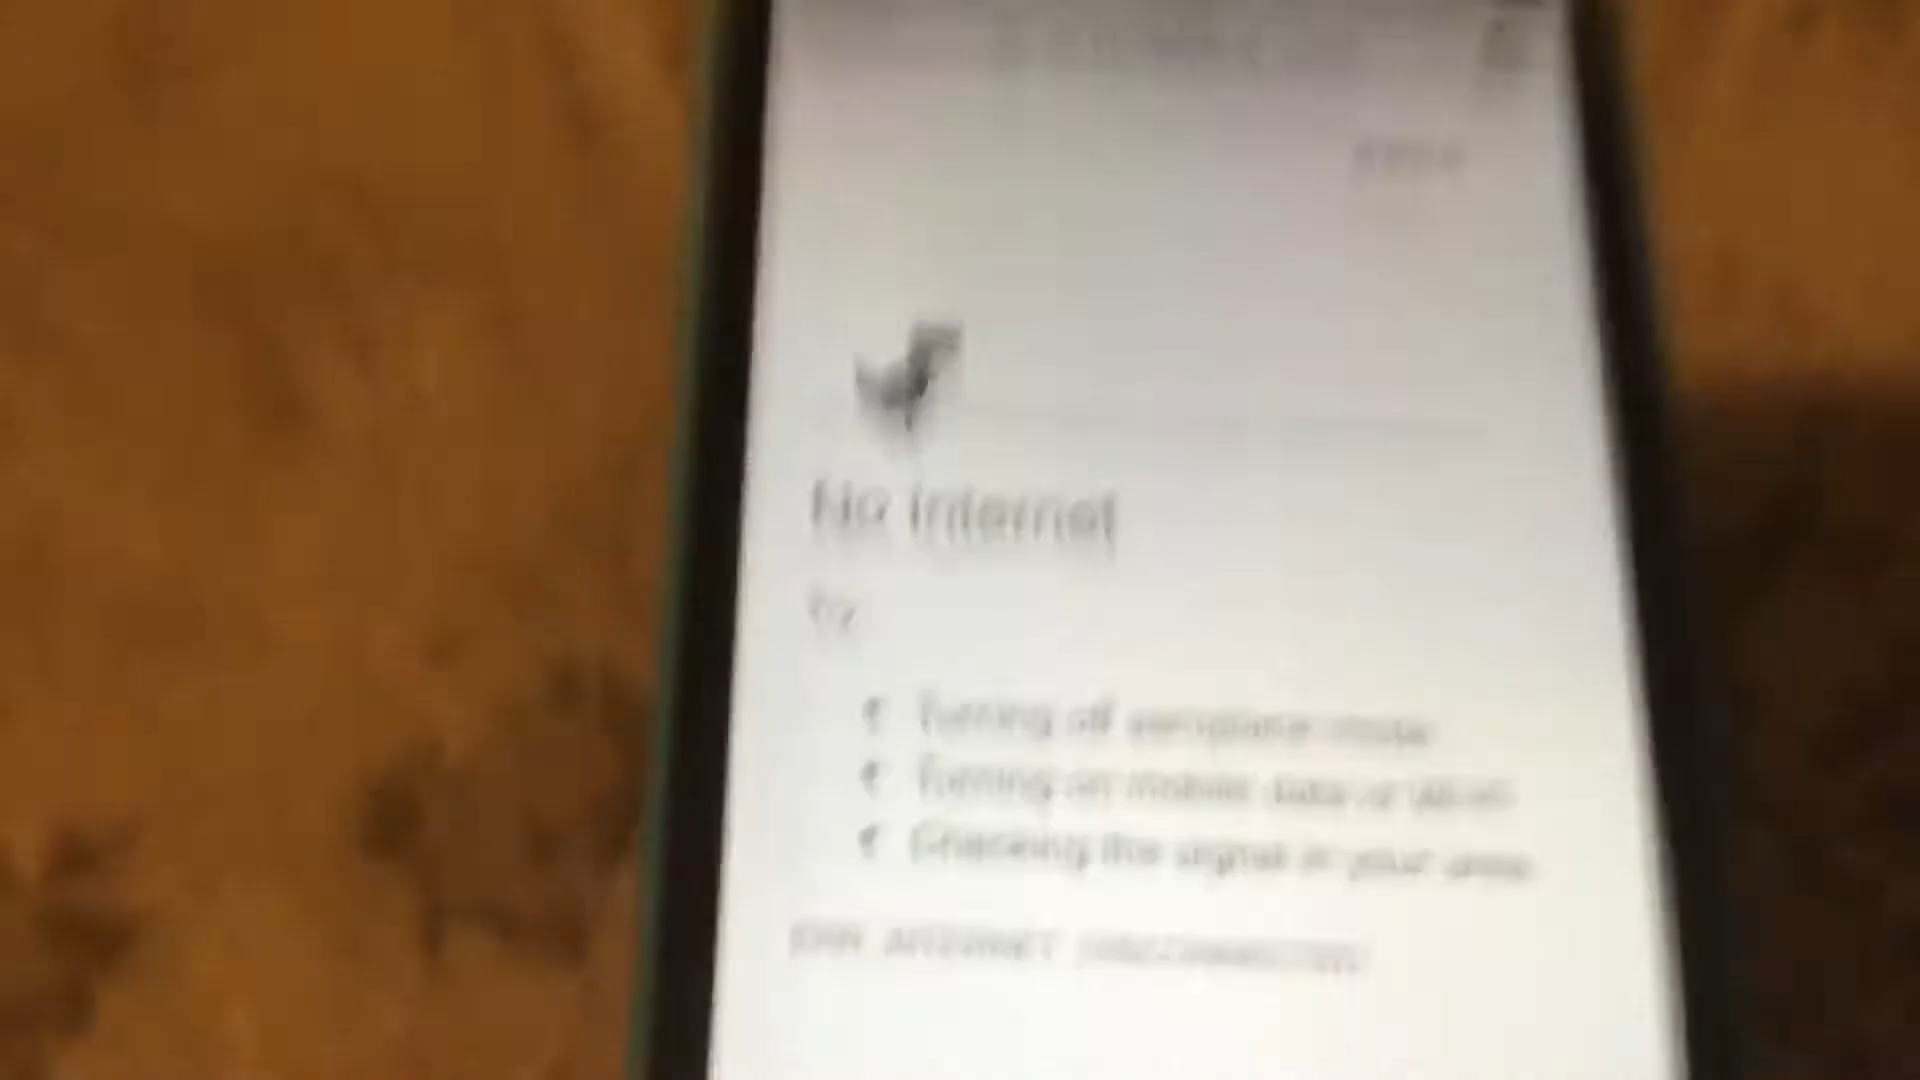 No internet
Try:
• Turning off aeroplane mode
• Turning on mobile data or Wi-Fi
• Checking the signal in your area
ERR_INTERNET_DISCONNECTED